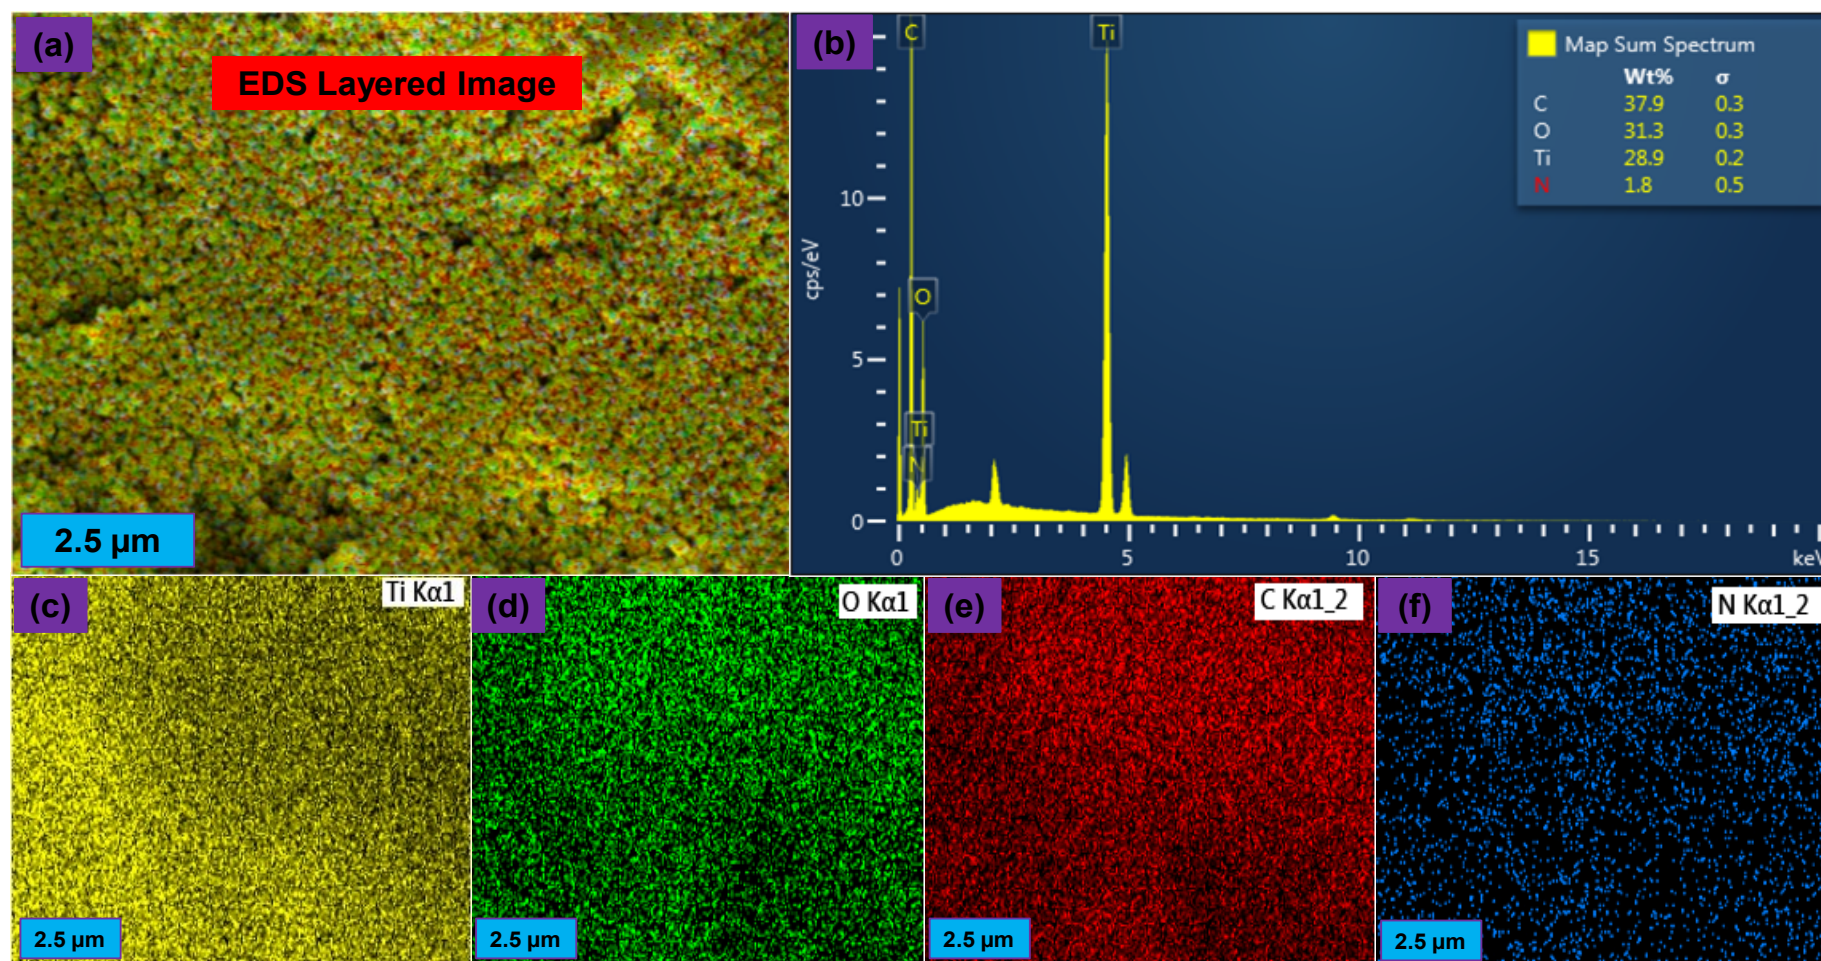 (a)
EDS Layered Image
2.5 µm
(b)
C
Ti
O
Ti
N
cps/eV
10
5
0
0 5 10 15 keV
Map Sum Spectrum
Wt% σ
C 37.9 0.3
O 31.3 0.3
Ti 28.9 0.2
N 1.8 0.5
(c)
Ti Kα1
2.5 µm
(d)
O Kα1
2.5 µm
(e)
C Kα1_2
2.5 µm
(f)
N Kα1_2
2.5 µm